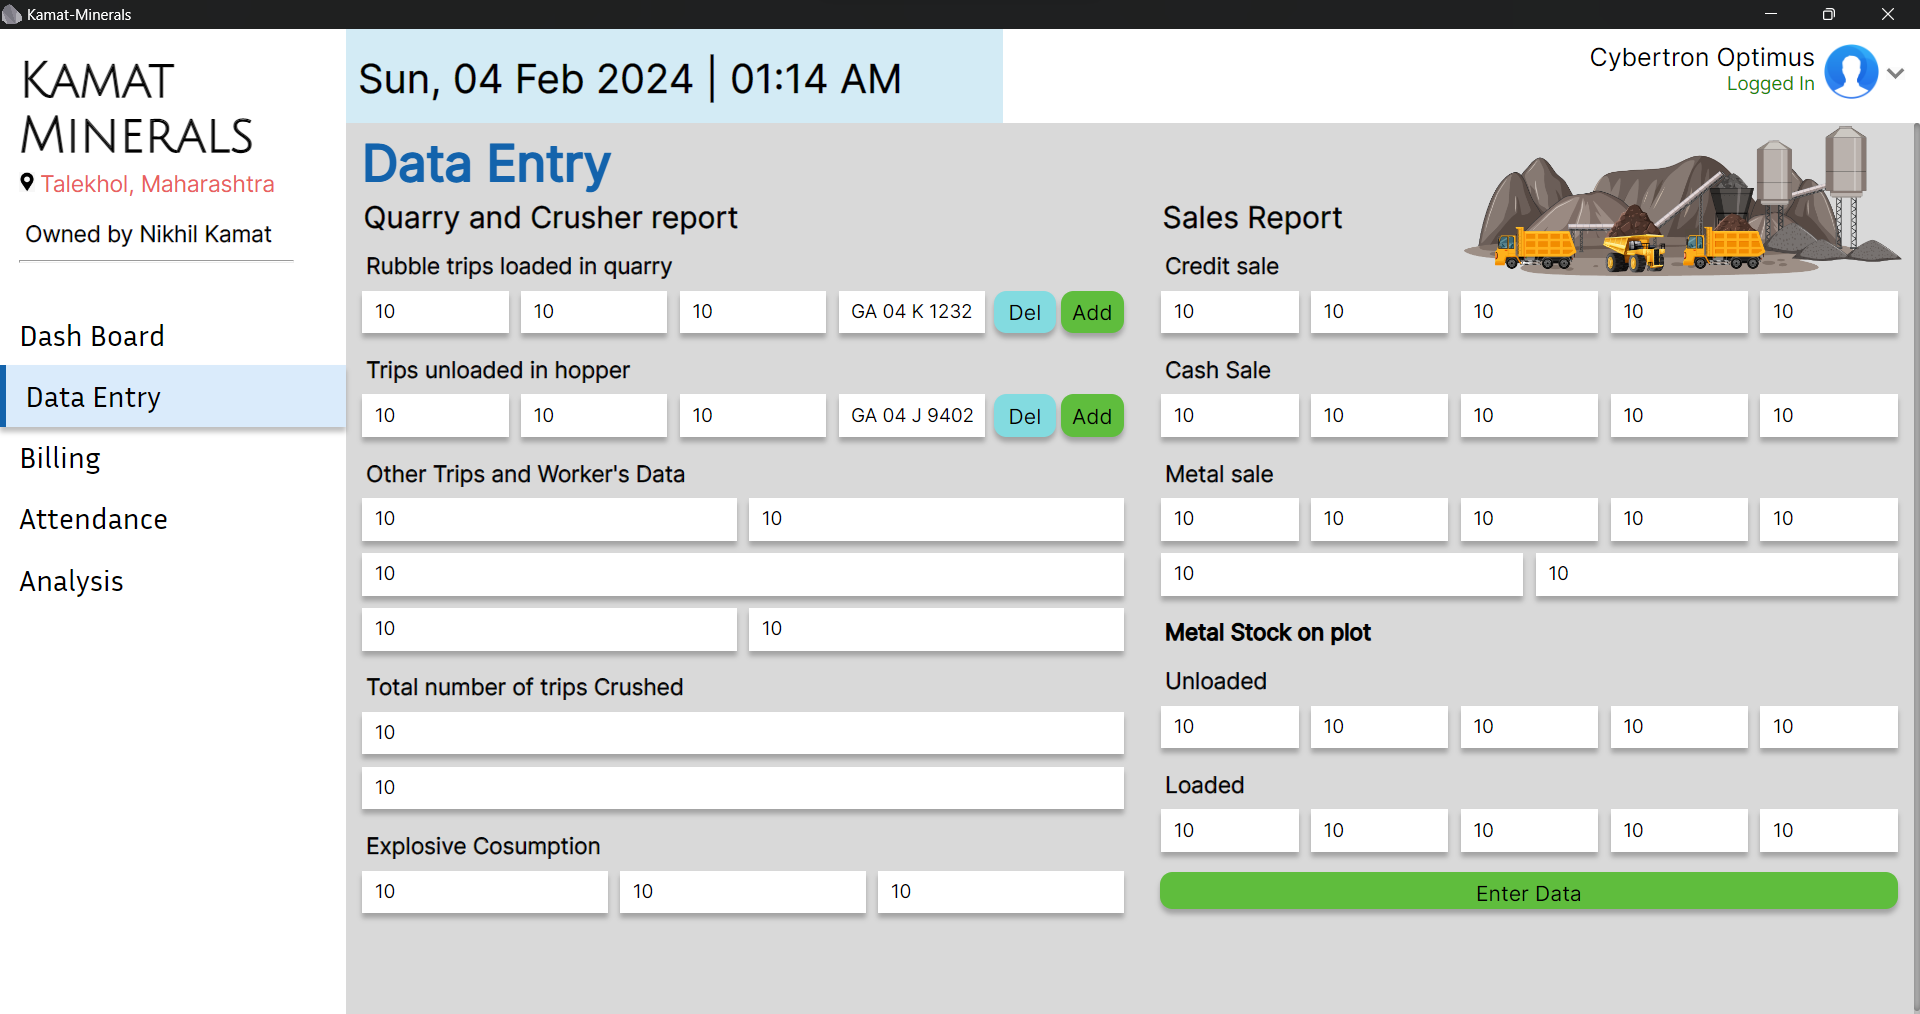 Kamat-Minerals
KAMAT
MINERALS
Talekhol, Maharashtra
Owned by Nikhil Kamat
Dash Board
Data Entry
Billing
Attendance
Analysis
Sun, 04 Feb 2024 | 01:14 AM
Cybertron Optimus
Logged In
Data Entry
Quarry and Crusher report
Rubble trips loaded in quarry
10 10 10 GA 04 K 1232 Del Add
Trips unloaded in hopper
10 10 10 GA 04 J 9402 Del Add
Other Trips and Worker's Data
10 10
10
10 10
Total number of trips Crushed
10
10
Explosive Cosumption
10 10 10
Sales Report
Credit sale
10 10 10 10 10
Cash Sale
10 10 10 10 10
Metal sale
10 10 10 10 10
10 10
Metal Stock on plot
Unloaded
10 10 10 10 10
Loaded
10 10 10 10 10
Enter Data